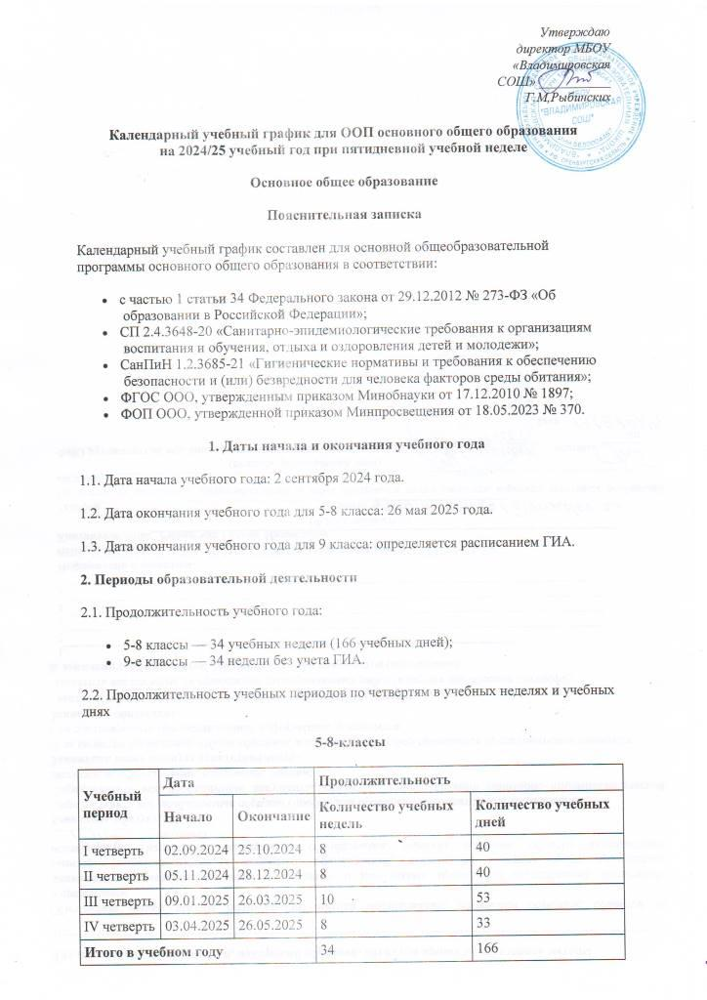 Утверждаю
директор МБОУ
«Владимировская
СОШ»
Г.М,Рыбинских
"ВЛАДИМИРОВСКАЯ
СОШ"
Календарный учебный график для ООП основного общего образования
на 2024/25 учебный год при пятидневной учебной неделе
Основное общее образование
Пояснительная записка
Календарный учебный график составлен для основной общеобразовательной
программы основного общего образования в соответствии:
• с частью 1 статьи 34 Федерального закона от 29.12.2012 № 273-ФЗ «Об
образовании в Российской Федерации»;
• СП 2.4.3648-20 «Санитарно-эпидемиологические требования к организациям
воспитания и обучения, отдыха и оздоровления детей и молодежи»;
• СанПиН 1.2.3685-21 «Гигиенические нормативы и требования к обеспечению
безопасности и (или) безвредности для человека факторов среды обитания»;
• ФГОС ООО, утвержденным приказом Минобнауки от 17.12.2010 № 1897;
• ФОП ООО, утвержденной приказом Минпросвещения от 18.05.2023 № 370.
1. Даты начала и окончания учебного года
1.1. Дата начала учебного года: 2 сентября 2024 года.
1.2. Дата окончания учебного года для 5-8 класса: 26 мая 2025 года.
1.3. Дата окончания учебного года для 9 класса: определяется расписанием ГИА.
2. Периоды образовательной деятельности
2.1. Продолжительность учебного года:
• 5-8 классы — 34 учебных недели (166 учебных дней);
• 9-е классы — 34 недели без учета ГИА.
2.2. Продолжительность учебных периодов по четвертям в учебных неделях и учебных
днях
5-8-классы
Учебный период Дата Продолжительность
Начало Окончание Количество учебных недель Количество учебных дней
I четверть 02.09.2024 25.10.2024 8 40
II четверть 05.11.2024 28.12.2024 8 40
III четверть 09.01.2025 26.03.2025 10 53
IV четверть 03.04.2025 26.05.2025 8 33
Итого в учебном году 34 166